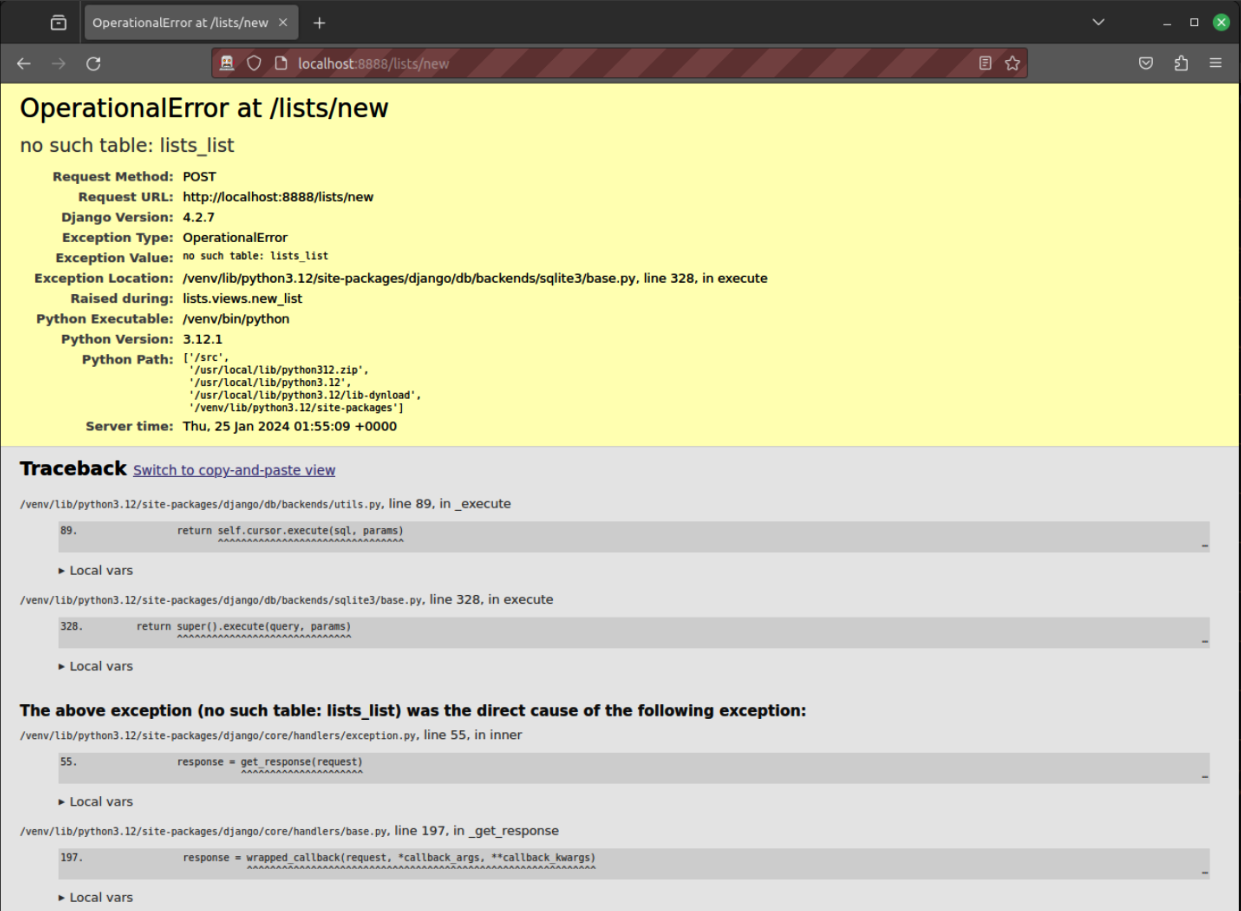 OperationalError at /lists/new
localhost:8888/lists/new
OperationalError at /lists/new
no such table: lists_list
Request Method: POST
Request URL: http://localhost:8888/lists/new
Django Version: 4.2.7
Exception Type: OperationalError
Exception Value: no such table: lists_list
Exception Location: /venv/lib/python3.12/site-packages/django/db/backends/sqlite3/base.py, line 328, in execute
Raised during: lists.views.new_list
Python Executable: /venv/bin/python
Python Version: 3.12.1
Python Path: ['/src',
'/usr/local/lib/python312.zip',
'/usr/local/lib/python3.12',
'/usr/local/lib/python3.12/lib-dynload',
'/venv/lib/python3.12/site-packages']
Server time: Thu, 25 Jan 2024 01:55:09 +0000
Traceback Switch to copy-and-paste view
/venv/lib/python3.12/site-packages/django/db/backends/utils.py, line 89, in _execute
89. return self.cursor.execute(sql, params)
^^^^^^^^^^^^^^^^^^^^^^^^^^^^^^^^
…
▸ Local vars
/venv/lib/python3.12/site-packages/django/db/backends/sqlite3/base.py, line 328, in execute
328. return super().execute(query, params)
^^^^^^^^^^^^^^^^^^^^^^^^^^^^^^
…
▸ Local vars
The above exception (no such table: lists_list) was the direct cause of the following exception:
/venv/lib/python3.12/site-packages/django/core/handlers/exception.py, line 55, in inner
55. response = get_response(request)
^^^^^^^^^^^^^^^^^^^^^
…
▸ Local vars
/venv/lib/python3.12/site-packages/django/core/handlers/base.py, line 197, in _get_response
197. response = wrapped_callback(request, *callback_args, **callback_kwargs)
^^^^^^^^^^^^^^^^^^^^^^^^^^^^^^^^^^^^^^^^^^^^^^^^^^^^^^^^^^^^
…
▸ Local vars